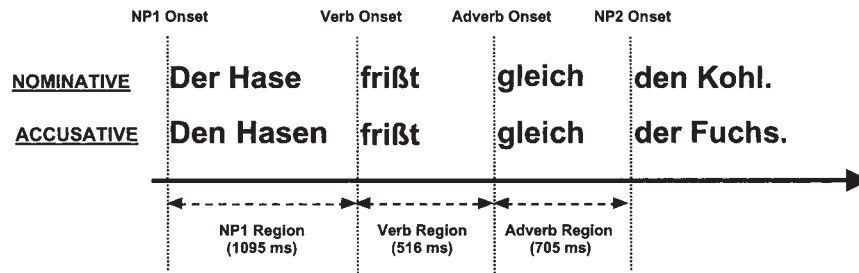 NP1 Onset Verb Onset Adverb Onset NP2 Onset
NOMINATIVE Der Hase frißt gleich den Kohl.
ACCUSATIVE Den Hasen frißt gleich der Fuchs.
NP1 Region Verb Region Adverb Region
(1095 ms) (516 ms) (705 ms)